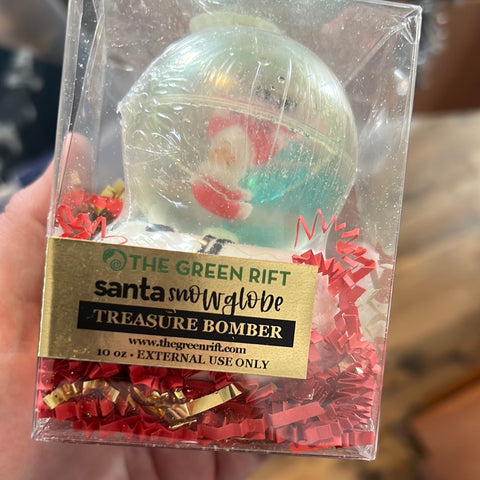 THE GREEN RIFT
santa snowglobe
TREASURE BOMBER
www.thegreenrift.com
10 oz - EXTERNAL USE ONLY